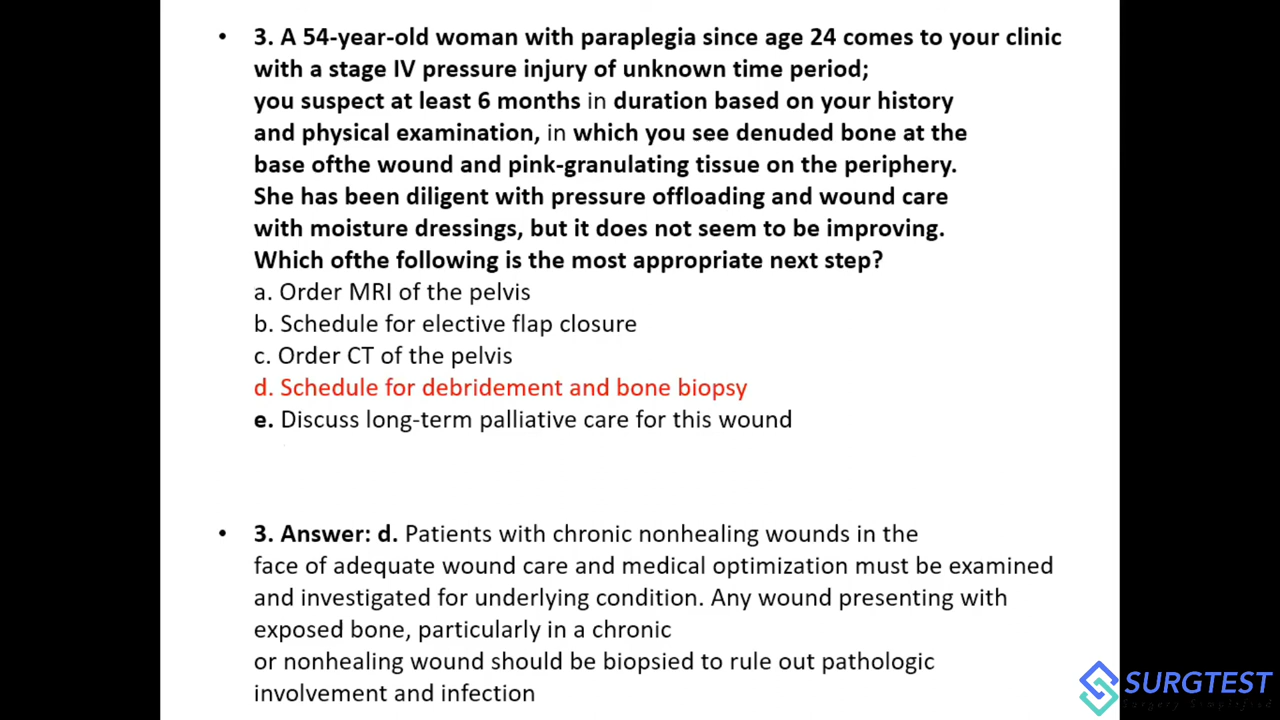 • 3. A 54-year-old woman with paraplegia since age 24 comes to your clinic
with a stage IV pressure injury of unknown time period;
you suspect at least 6 months in duration based on your history
and physical examination, in which you see denuded bone at the
base ofthe wound and pink-granulating tissue on the periphery.
She has been diligent with pressure offloading and wound care
with moisture dressings, but it does not seem to be improving.
Which ofthe following is the most appropriate next step?
a. Order MRI of the pelvis
b. Schedule for elective flap closure
c. Order CT of the pelvis
d. Schedule for debridement and bone biopsy
e. Discuss long-term palliative care for this wound
• 3. Answer: d. Patients with chronic nonhealing wounds in the
face of adequate wound care and medical optimization must be examined
and investigated for underlying condition. Any wound presenting with
exposed bone, particularly in a chronic
or nonhealing wound should be biopsied to rule out pathologic
involvement and infection
SURGTEST
Surgery Simplified